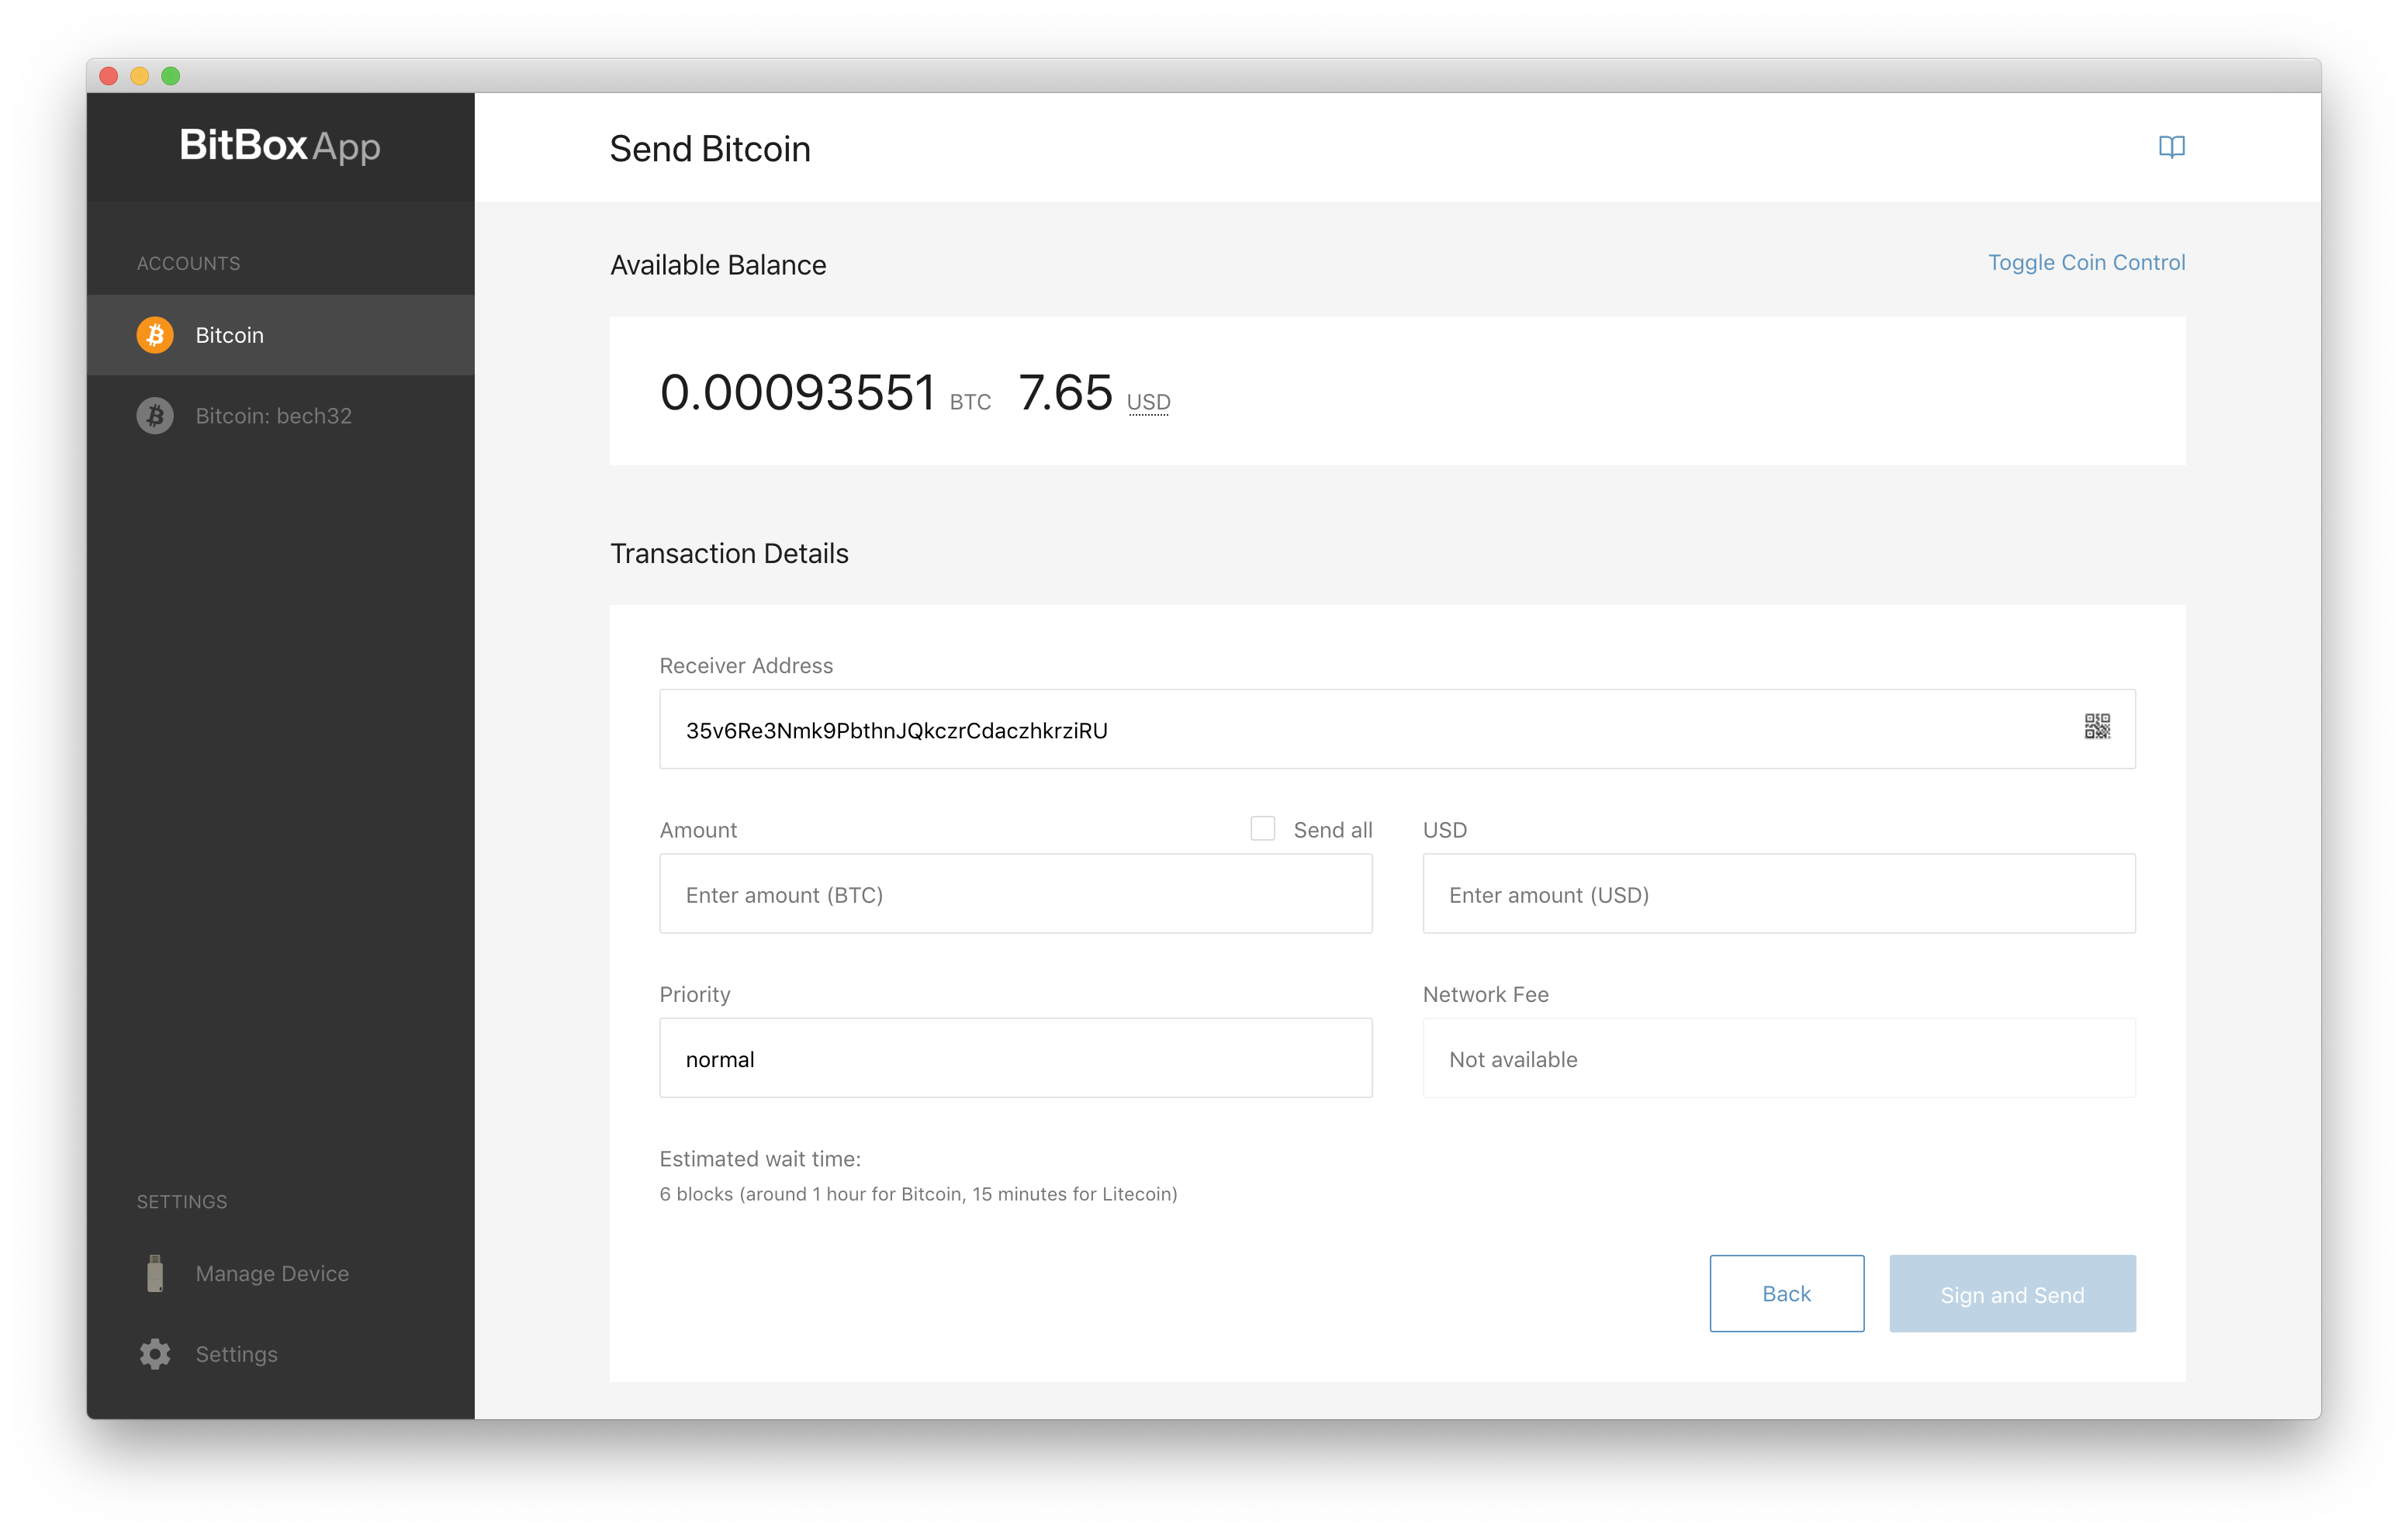 BitBox App
ACCOUNTS
Bitcoin
Bitcoin: bech32
SETTINGS
Manage Device
Settings
Send Bitcoin
Available Balance
Toggle Coin Control
0.00093551 BTC 7.65 USD
Transaction Details
Receiver Address
35v6Re3Nmk9PbthnJQkczrCdaczhkrziRU
Amount
Send all
USD
Enter amount (BTC)
Enter amount (USD)
Priority
Network Fee
normal
Not available
Estimated wait time:
6 blocks (around 1 hour for Bitcoin, 15 minutes for Litecoin)
Back
Sign and Send